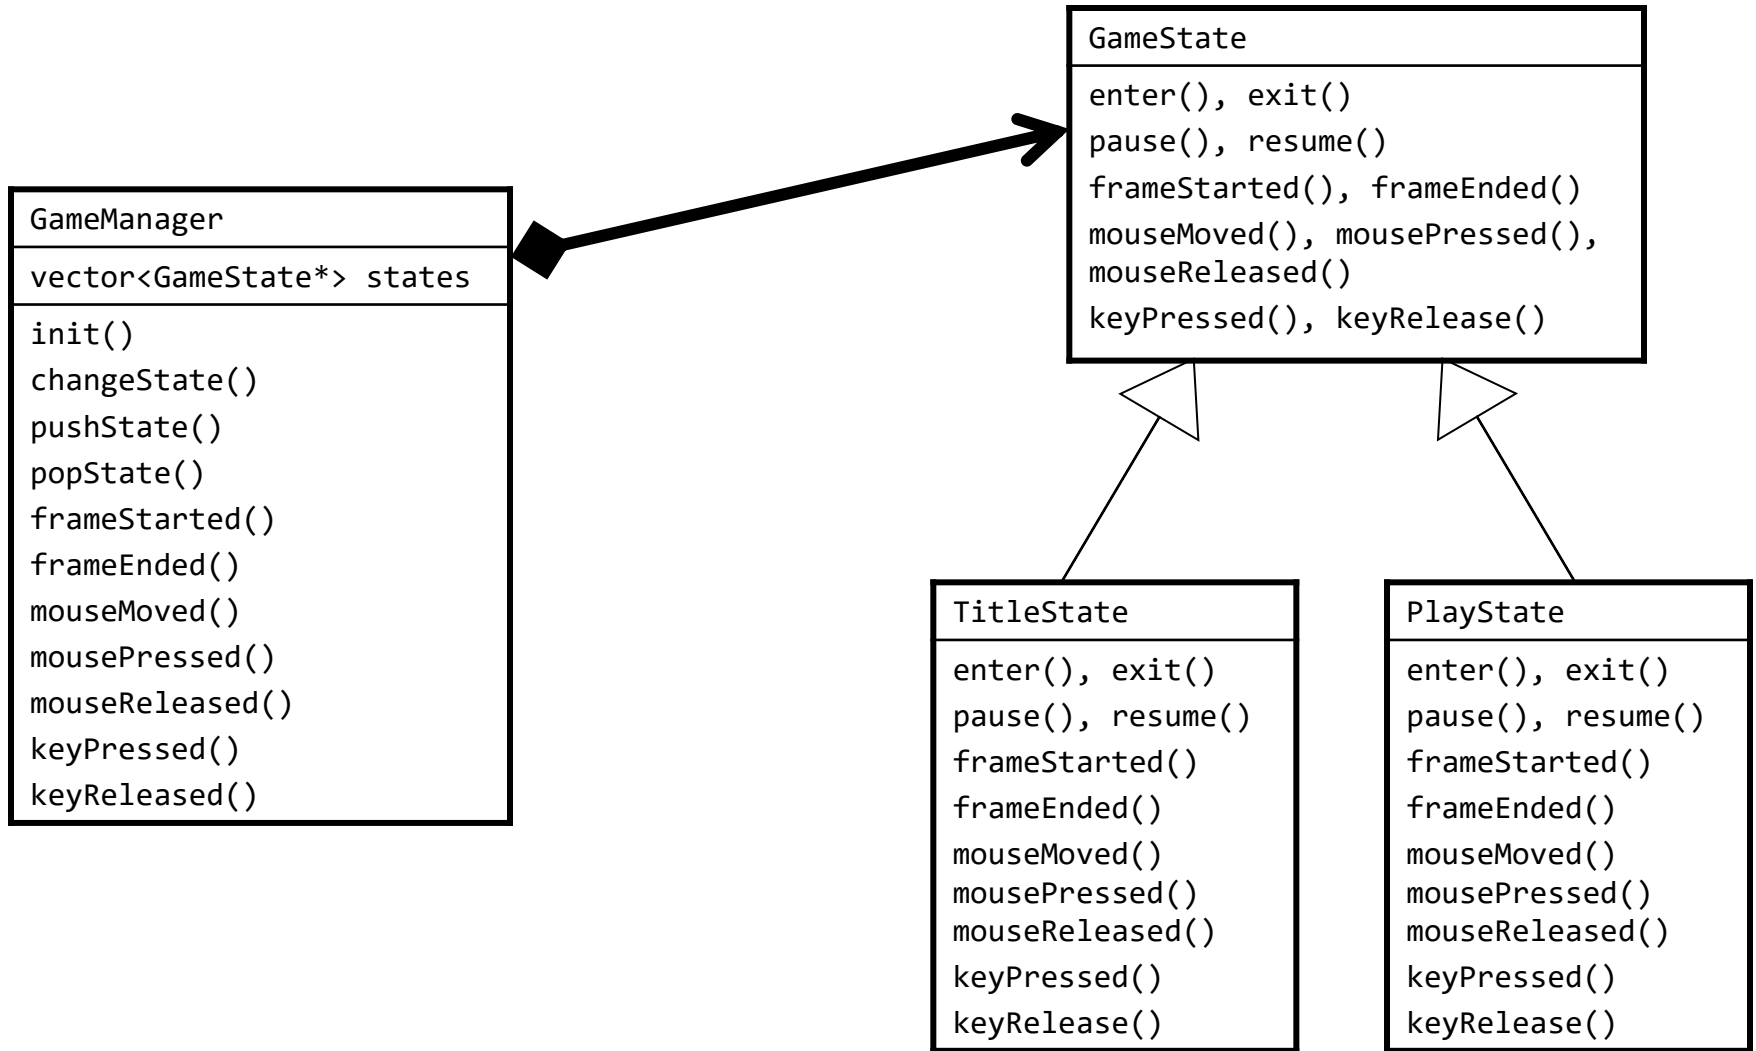 GameManager
vector<GameState*> states
init()
changeState()
pushState()
popState()
frameStarted()
frameEnded()
mouseMoved()
mousePressed()
mouseReleased()
keyPressed()
keyReleased()
GameState
enter(), exit()
pause(), resume()
frameStarted(), frameEnded()
mouseMoved(), mousePressed(),
mouseReleased()
keyPressed(), keyRelease()
TitleState
enter(), exit()
pause(), resume()
frameStarted()
frameEnded()
mouseMoved()
mousePressed()
mouseReleased()
keyPressed()
keyRelease()
PlayState
enter(), exit()
pause(), resume()
frameStarted()
frameEnded()
mouseMoved()
mousePressed()
mouseReleased()
keyPressed()
keyRelease()